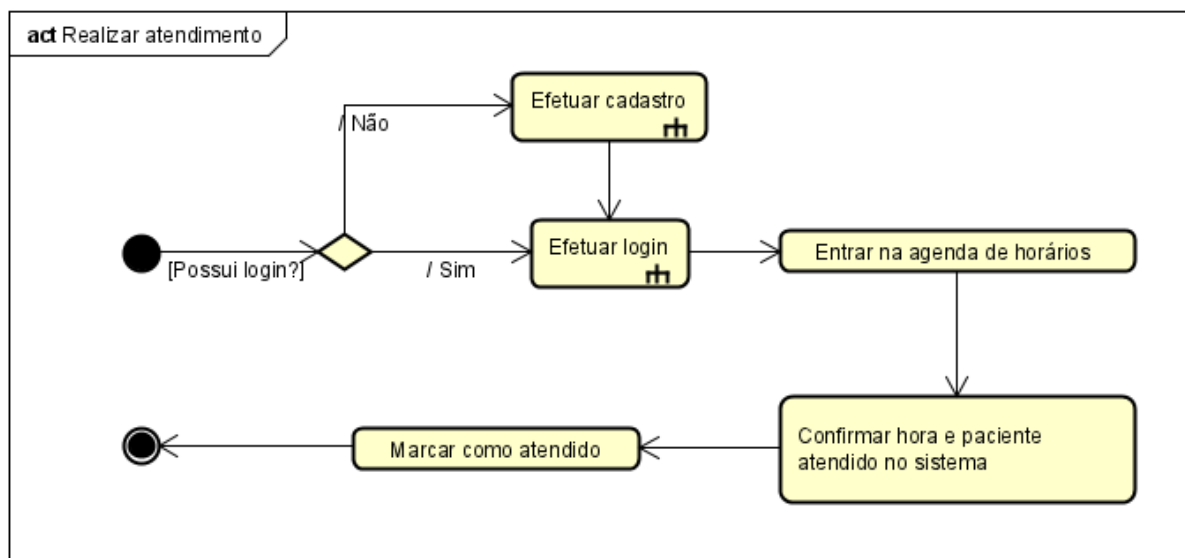 act Realizar atendimento
Efetuar cadastro
/ Não
Efetuar login
[Possui login?]
/ Sim
Entrar na agenda de horários
Confirmar hora e paciente
atendido no sistema
Marcar como atendido